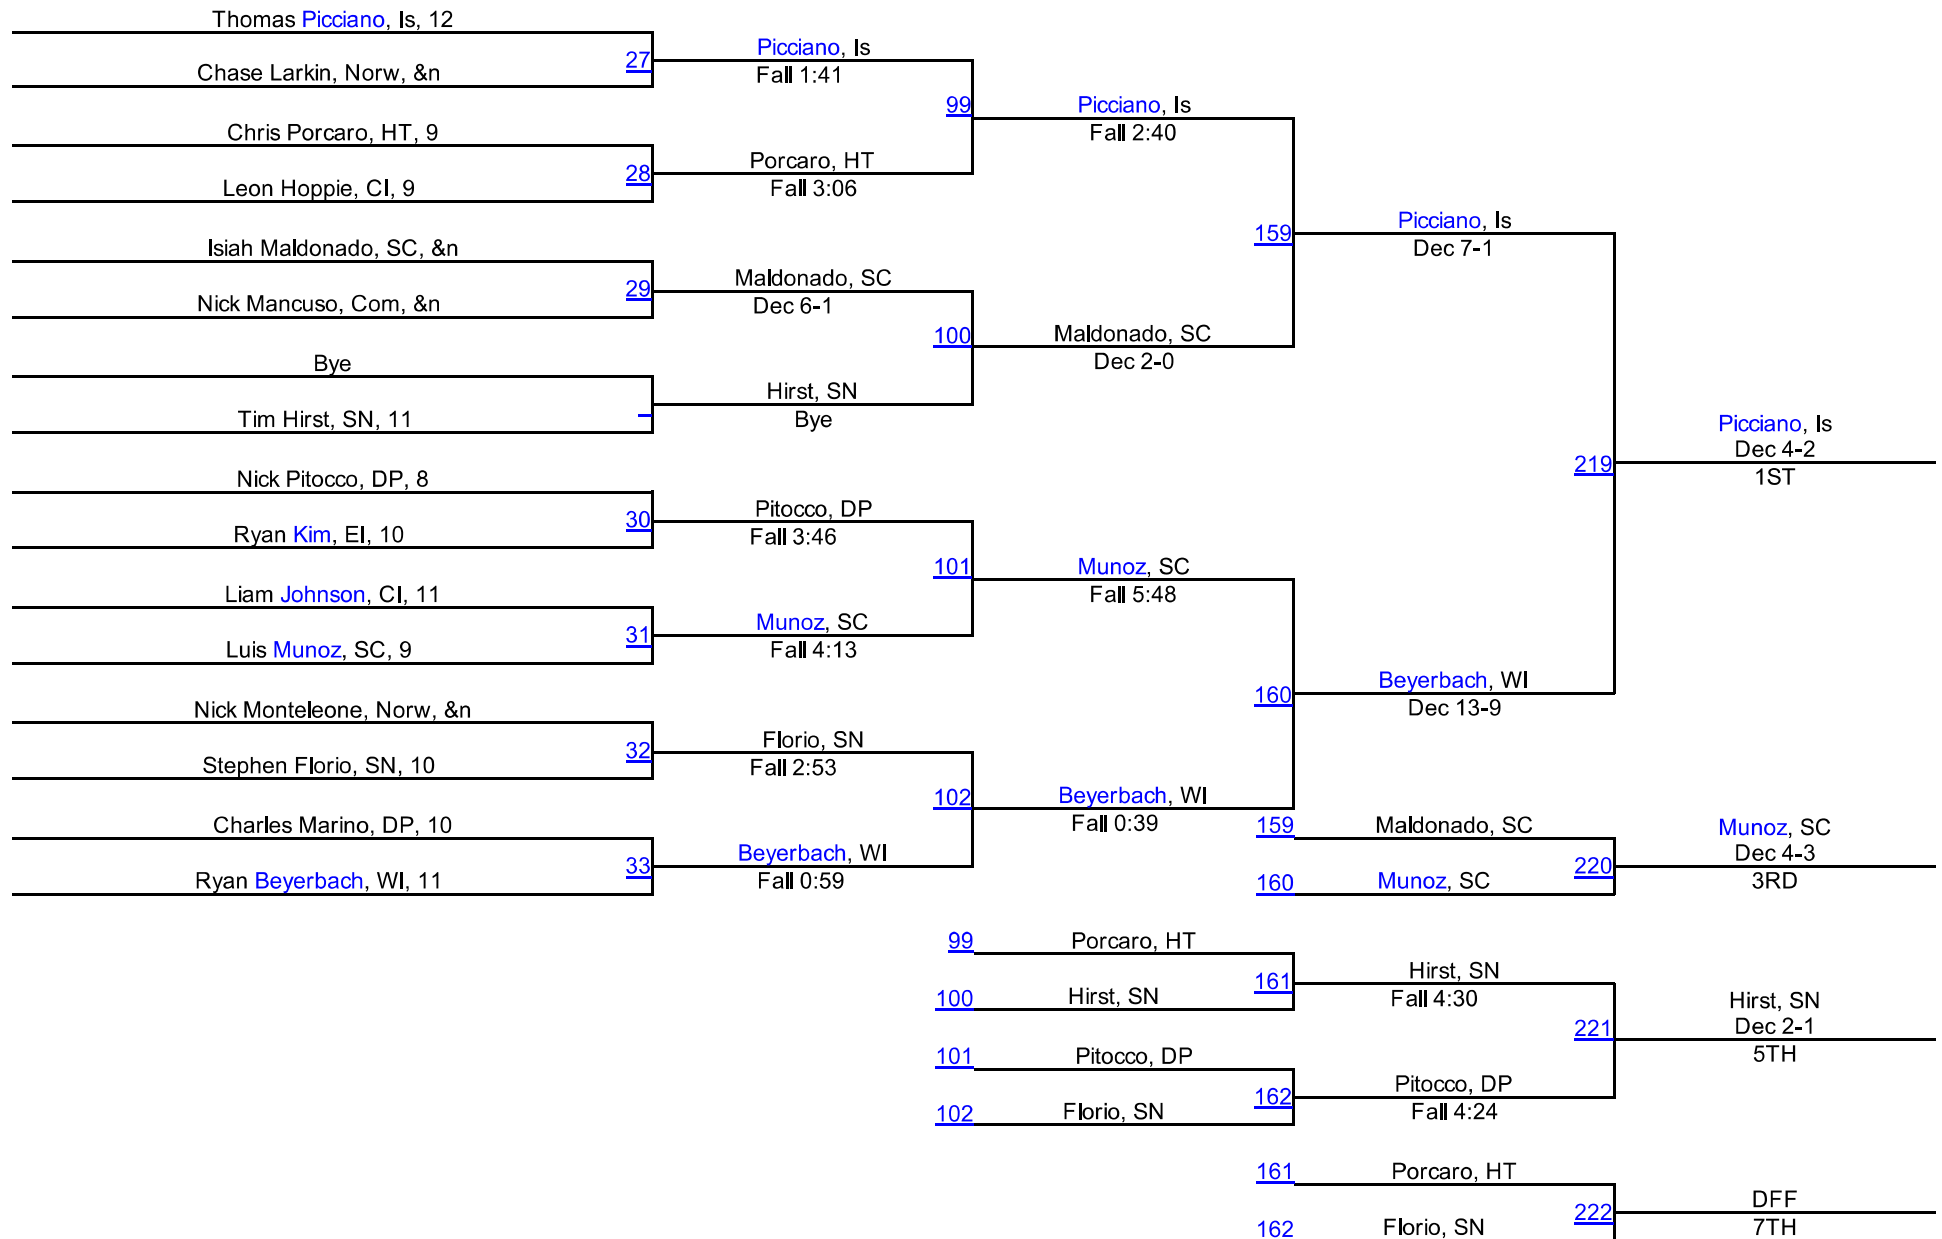 Thomas Picciano, Is, 12
27
Chase Larkin, Norw, &n
Picciano, Is
Fall 1:41
99
Chris Porcaro, HT, 9
28
Leon Hoppie, CI, 9
Porcaro, HT
Fall 3:06
Picciano, Is
Fall 2:40
159
Isiah Maldonado, SC, &n
29
Nick Mancuso, Com, &n
Maldonado, SC
Dec 6-1
100
Bye
Tim Hirst, SN, 11
Hirst, SN
Bye
Maldonado, SC
Dec 2-0
Picciano, Is
Dec 7-1
219
Picciano, Is
Dec 4-2
1ST
Nick Pitocco, DP, 8
30
Ryan Kim, EI, 10
Pitocco, DP
Fall 3:46
101
Liam Johnson, CI, 11
31
Luis Munoz, SC, 9
Munoz, SC
Fall 4:13
Munoz, SC
Fall 5:48
160
Nick Monteleone, Norw, &n
32
Stephen Florio, SN, 10
Florio, SN
Fall 2:53
102
Charles Marino, DP, 10
33
Ryan Beyerbach, WI, 11
Beyerbach, WI
Fall 0:59
Beyerbach, WI
Fall 0:39
Beyerbach, WI
Dec 13-9
159
Maldonado, SC
160
Munoz, SC
220
Munoz, SC
Dec 4-3
3RD
99
Porcaro, HT
100
Hirst, SN
161
Hirst, SN
Fall 4:30
101
Pitocco, DP
102
Florio, SN
162
Pitocco, DP
Fall 4:24
221
Hirst, SN
Dec 2-1
5TH
161
Porcaro, HT
162
Florio, SN
222
DFF
7TH